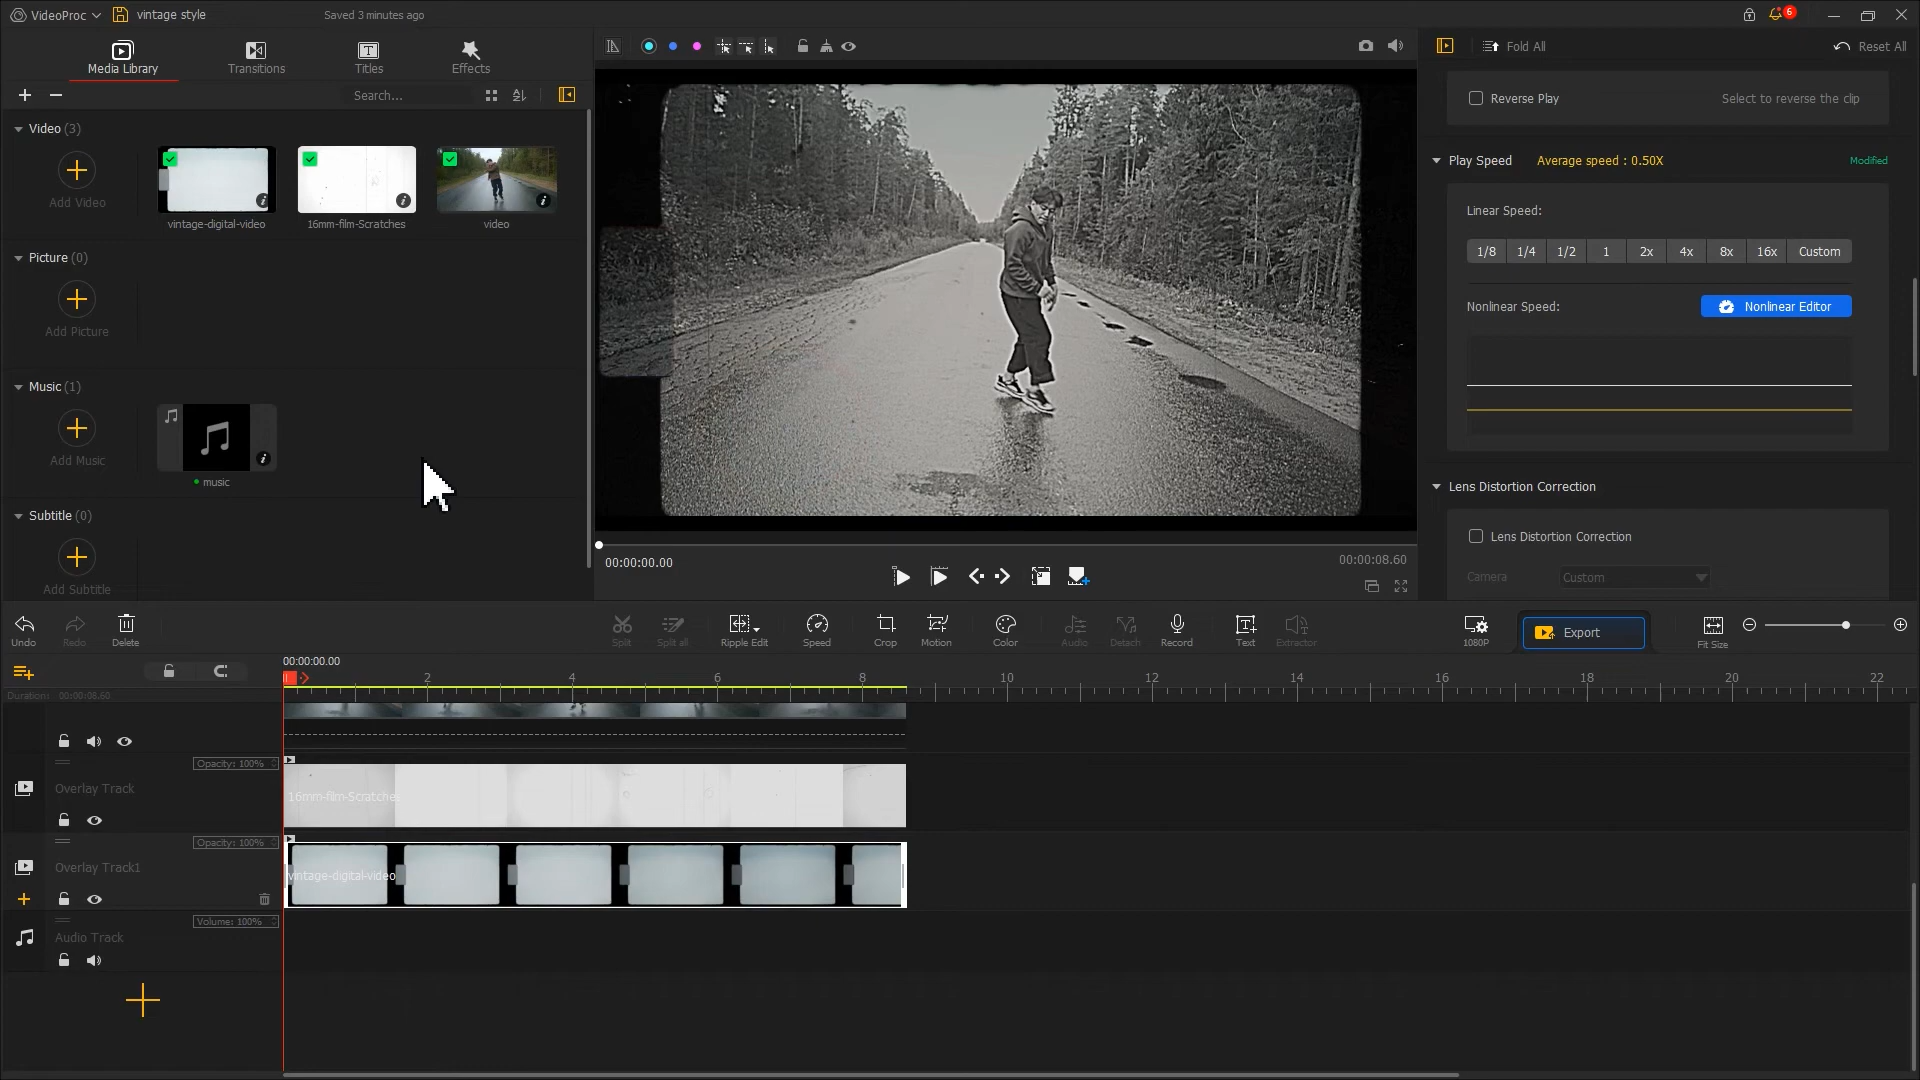 VideoProc
vintage style
Saved 3 minutes ago
6
Media Library
Transitions
Titles
Effects
Fold All
Reset All
Search...
Reverse Play
Select to reverse the clip
Video (3)
Add Video
vintage-digital-video
16mm-film-Scratches
video
Play Speed
Average speed : 0.50X
Modified
Linear Speed:
1/8
1/4
1/2
1
2x
4x
8x
16x
Custom
Picture (0)
Add Picture
Nonlinear Speed:
Nonlinear Editor
Music (1)
Add Music
music
Lens Distortion Correction
Lens Distortion Correction
Camera
Custom
Subtitle (0)
Add Subtitle
00:00:00.00
00:00:08.60
Undo
Redo
Delete
Split
Split all
Ripple Edit
Speed
Crop
Motion
Color
Audio
Detach
Record
Text
Extractor
1080P
Export
Fit Size
00:00:00.00
2
4
6
8
10
12
14
16
18
20
22
Duration: 00:00:08.60
Opacity: 100%
Overlay Track
16mm-film-Scratches
Opacity: 100%
Overlay Track1
vintage-digital-video
Volume: 100%
Audio Track